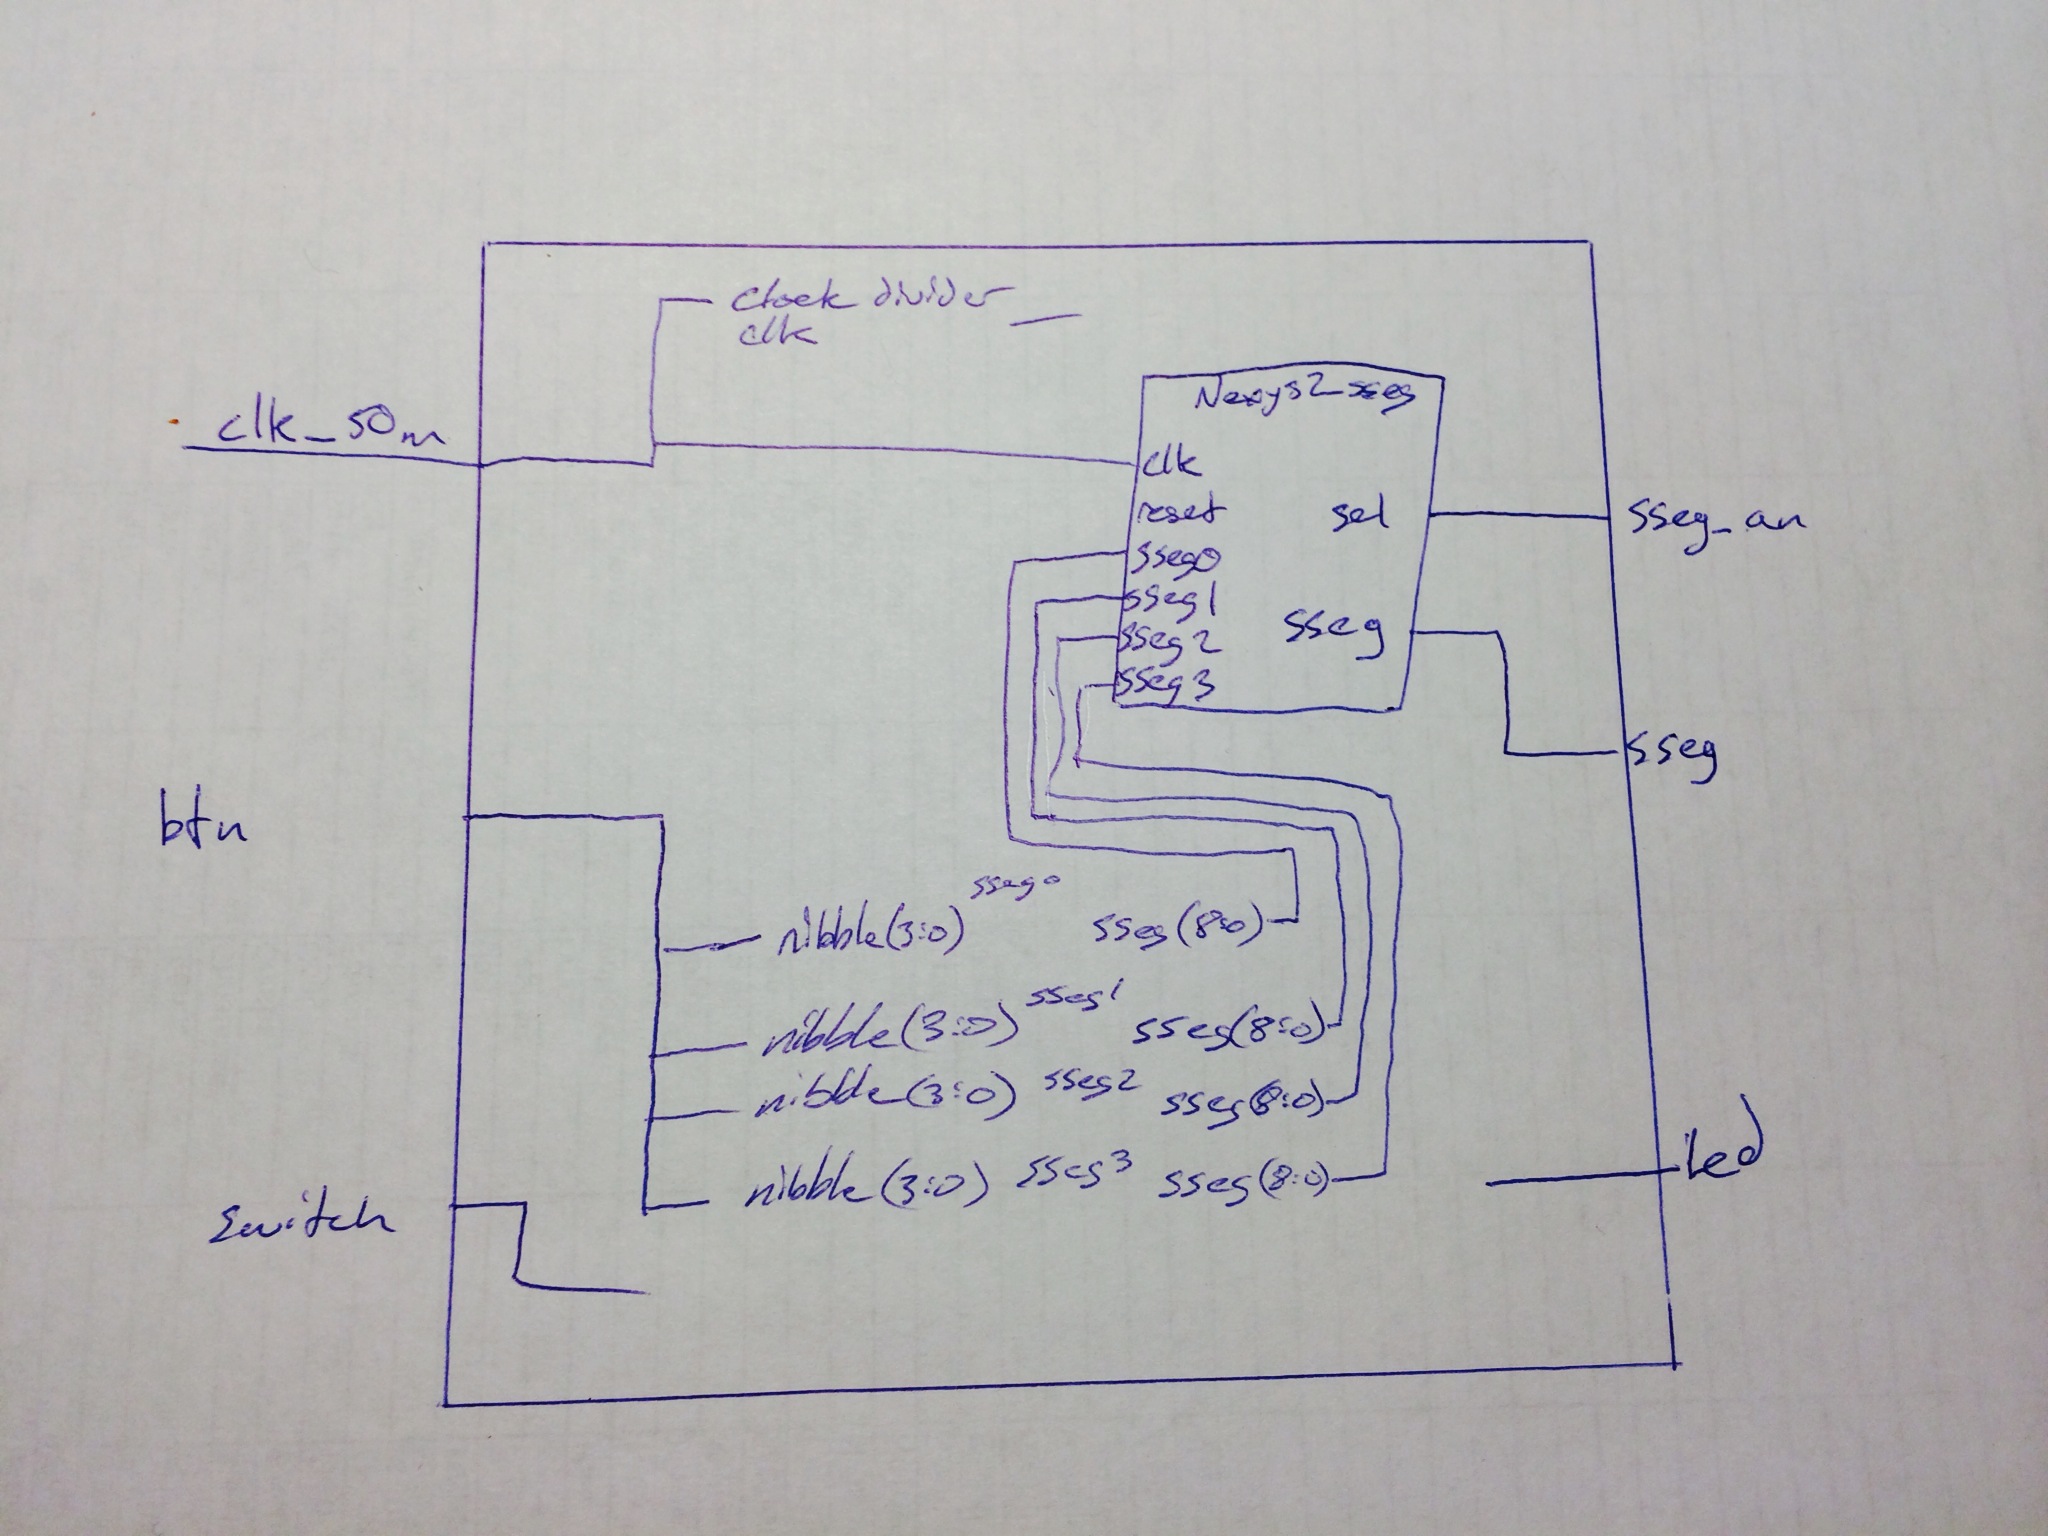 clock divider
clk
Nexys2_sseg
clk_50m
clk
reset
sel
sseg_an
sseg0
sseg1
sseg2
sseg
sseg3
sseg
btn
nibble(3:0) sseg0 sseg(8:0)
nibble(3:0) sseg1 sseg(8:0)
nibble(3:0) sseg2 sseg(8:0)
nibble(3:0) sseg3 sseg(8:0)
led
switch